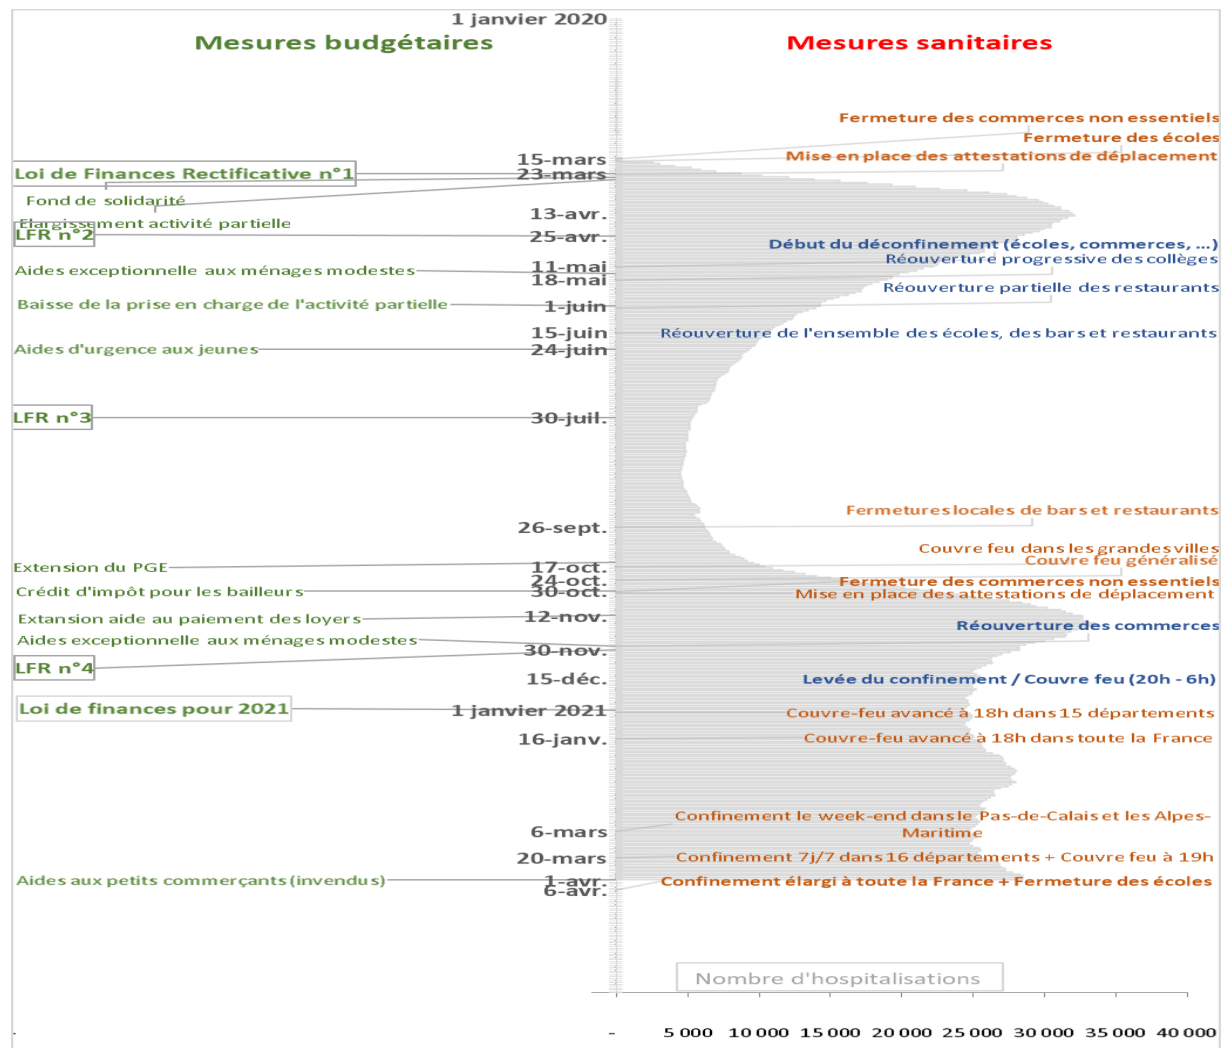 1 janvier 2020
Mesures budgétaires
Mesures sanitaires
Fermeture des commerces non essentiels
Fermeture des écoles
15-mars
Mise en place des attestations de déplacement
Loi de Finances Rectificative n°1
23-mars
Fond de solidarité
13-avr.
Elargissement activité partielle
LFR n°2
25-avr.
Début du déconfinement (écoles, commerces, ...)
Réouverture progressive des collèges
11-mai
Aides exceptionnelle aux ménages modestes
18-mai
Réouverture partielle des restaurants
Baisse de la prise en charge de l'activité partielle
1-juin
15-juin
Réouverture de l'ensemble des écoles, des bars et restaurants
Aides d'urgence aux jeunes
24-juin
LFR n°3
30-juil.
Fermetures locales de bars et restaurants
26-sept.
Couvre feu dans les grandes villes
Couvre feu généralisé
Extension du PGE
17-oct.
24-oct.
Fermeture des commerces non essentiels
Crédit d'impôt pour les bailleurs
30-oct.
Mise en place des attestations de déplacement
Extansion aide au paiement des loyers
12-nov.
Réouverture des commerces
Aides exceptionnelle aux ménages modestes
30-nov.
LFR n°4
15-déc.
Levée du confinement / Couvre feu (20h - 6h)
Loi de finances pour 2021
1 janvier 2021
Couvre-feu avancé à 18h dans 15 départements
16-janv.
Couvre-feu avancé à 18h dans toute la France
Confinement le week-end dans le Pas-de-Calais et les Alpes-
Maritime
6-mars
20-mars
Confinement 7j/7 dans 16 départements + Couvre feu à 19h
Aides aux petits commerçants (invendus)
1-avr.
Confinement élargi à toute la France + Fermeture des écoles
6-avr.
Nombre d'hospitalisations
- - 5 000 10 000 15 000 20 000 25 000 30 000 35 000 40 000